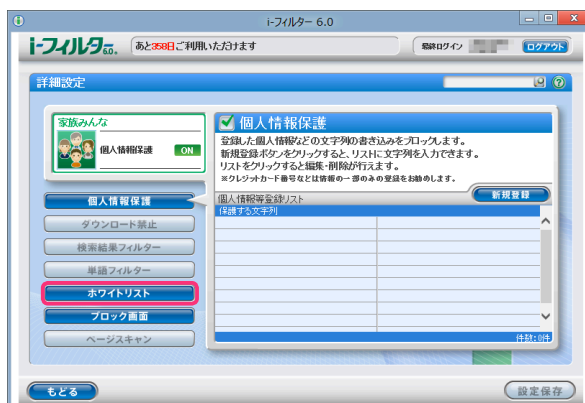 i-フィルター 6.0
i-フィルター6.0.
あと358日ご利用いただけます
最終ログイン
ログアウト
詳細設定
家族みんな
個人情報保護 ON
個人情報保護
ダウンロード禁止
検索結果フィルター
単語フィルター
ホワイトリスト
ブロック画面
ページスキャン
個人情報保護
登録した個人情報などの文字列の書き込みをブロックします。
新規登録ボタンをクリックすると、リストに文字列を入力できます。
リストをクリックすると編集・削除が行えます。
※クレジットカード番号などは情報の一部のみの登録をお勧めします。
個人情報等登録リスト
新規登録
保護する文字列
件数:0件
もどる
設定保存